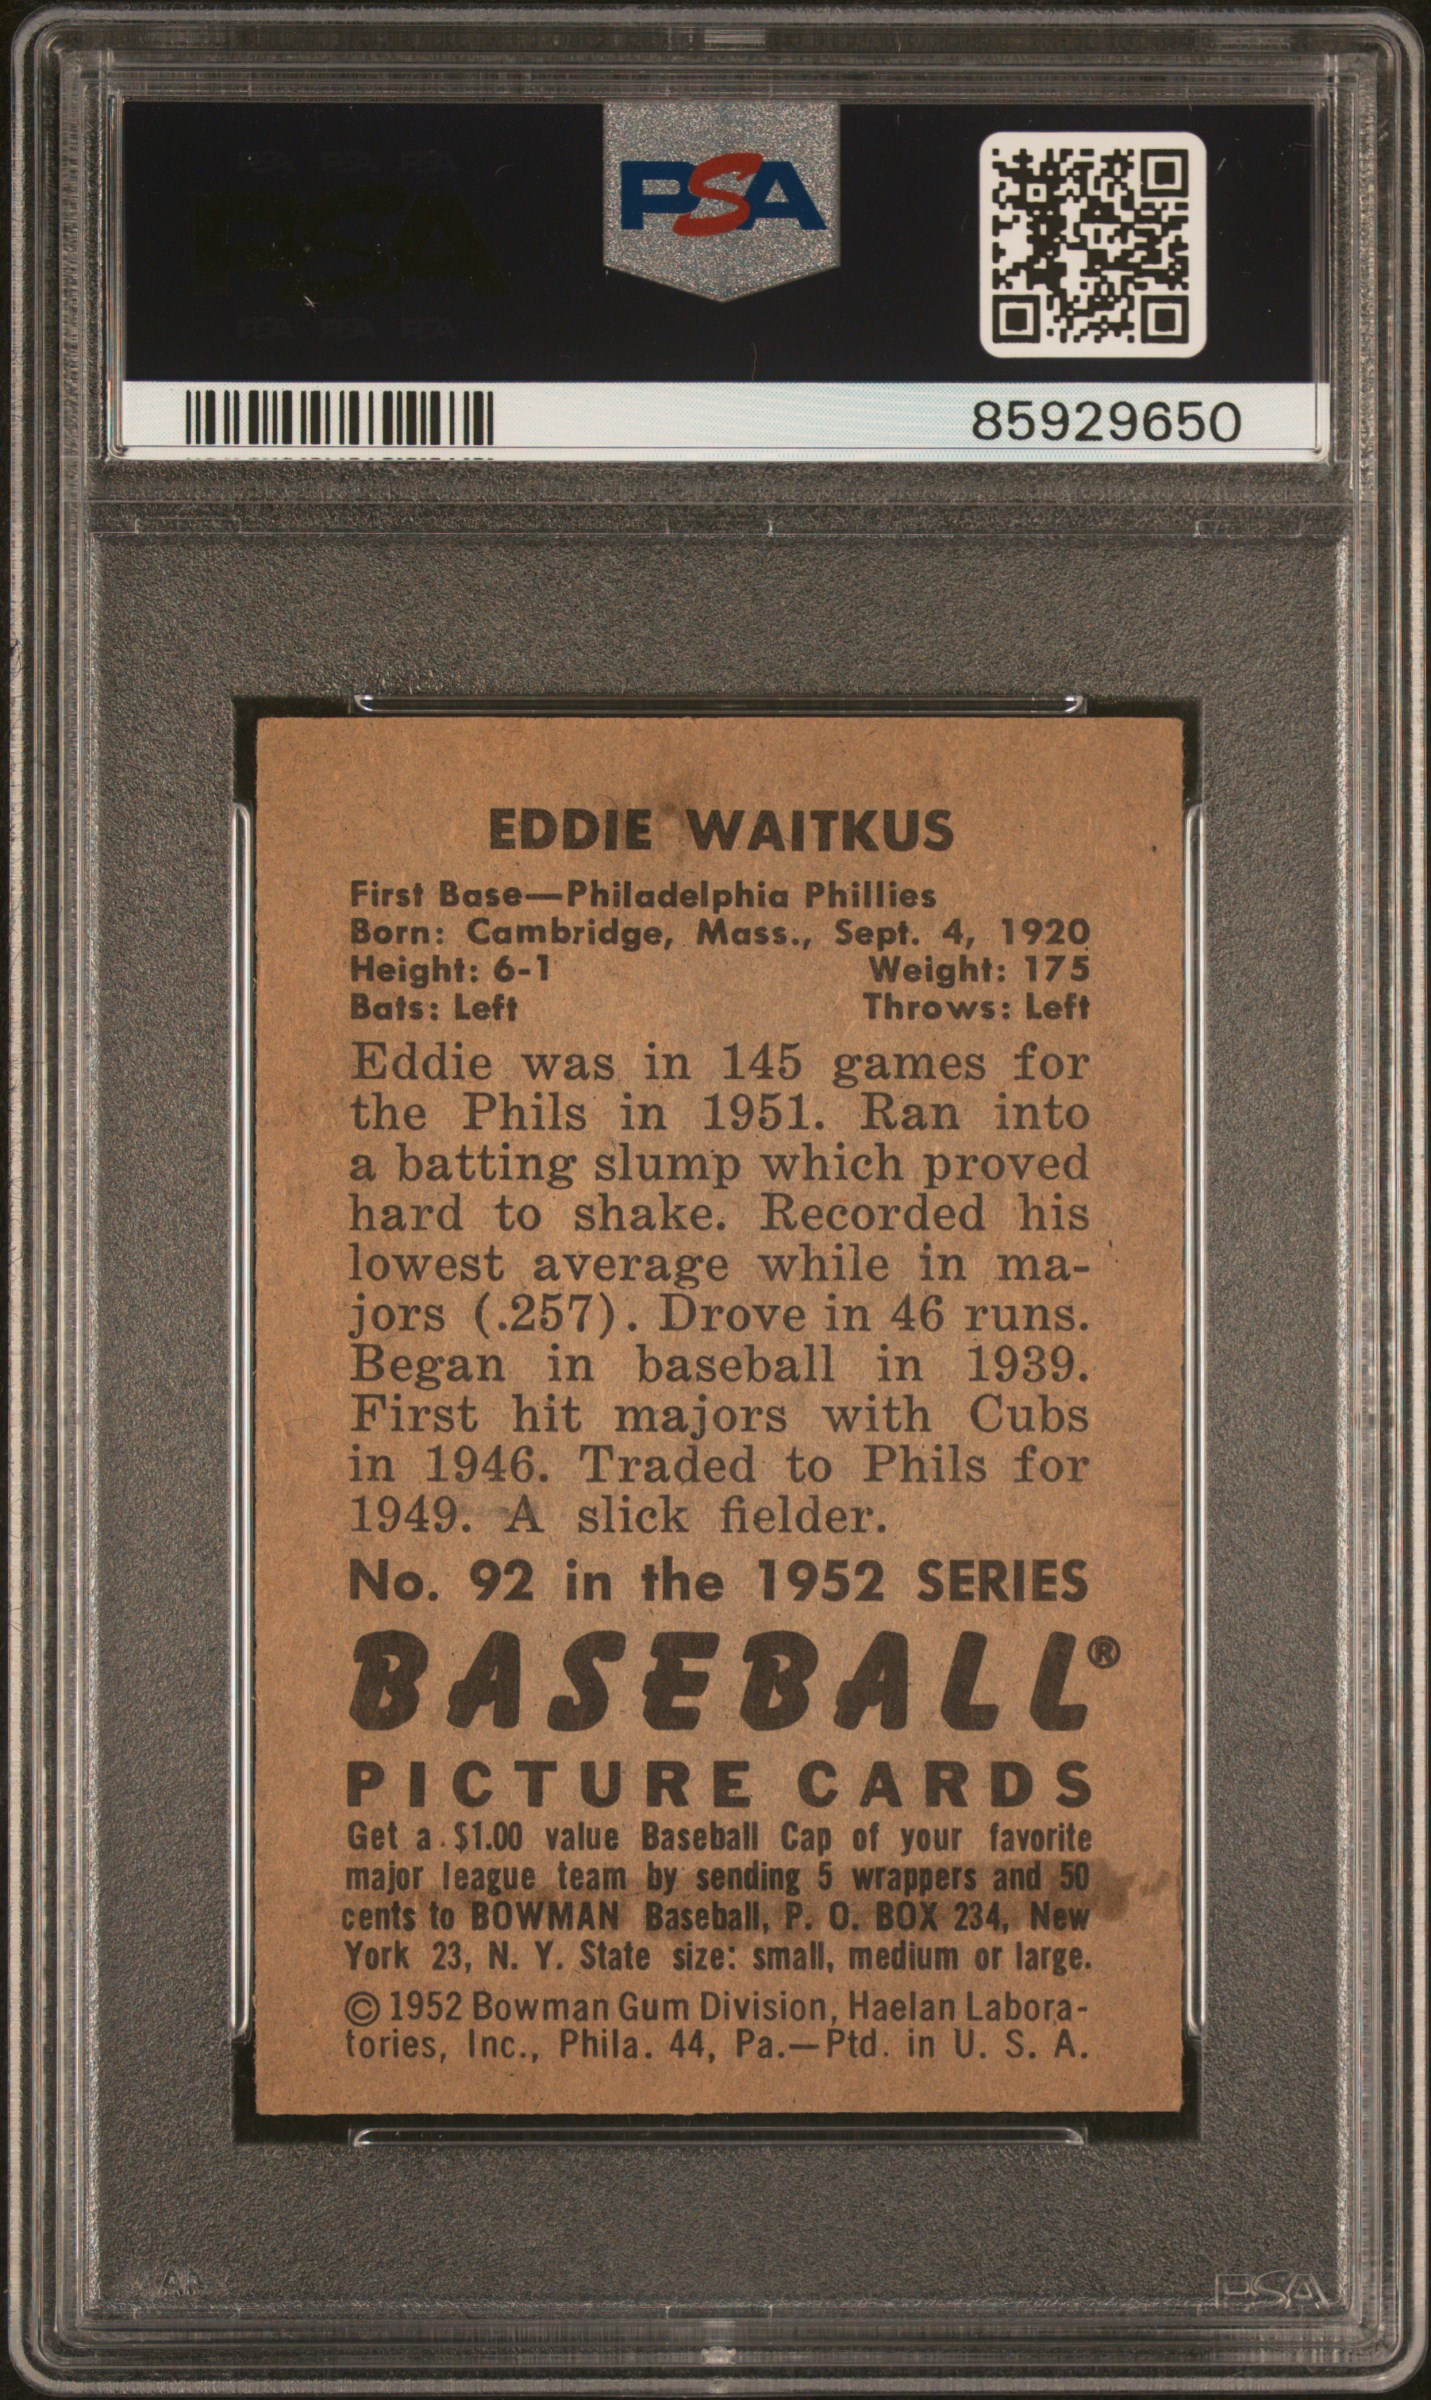 PSA
85929650
EDDIE WAITKUS
First Base—Philadelphia Phillies
Born: Cambridge, Mass., Sept. 4, 1920
Height: 6-1 Weight: 175
Bats: Left Throws: Left
Eddie was in 145 games for
the Phils in 1951. Ran into
a batting slump which proved
hard to shake. Recorded his
lowest average while in ma-
jors (.257). Drove in 46 runs.
Began in baseball in 1939.
First hit majors with Cubs
in 1946. Traded to Phils for
1949. A slick fielder.
No. 92 in the 1952 SERIES
BASEBALL®
PICTURE CARDS
Get a $1.00 value Baseball Cap of your favorite
major league team by sending 5 wrappers and 50
cents to BOWMAN Baseball, P. O. BOX 234, New
York 23, N. Y. State size: small, medium or large.
© 1952 Bowman Gum Division, Haelan Labora-
tories, Inc., Phila. 44, Pa.—Ptd. in U. S. A.
PSA